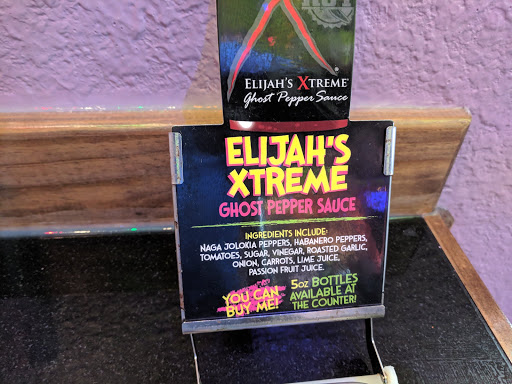 ELIJAH'S XTREME®
Ghost Pepper Sauce
ELIJAH'S
XTREME
GHOST PEPPER SAUCE
INGREDIENTS INCLUDE:
NAGA JOLOKIA PEPPERS, HABANERO PEPPERS,
TOMATOES, SUGAR, VINEGAR, ROASTED GARLIC,
ONION, CARROTS, LIME JUICE,
PASSION FRUIT JUICE.
YOU CAN
BUY ME!
5OZ BOTTLES
AVAILABLE AT
THE COUNTER!